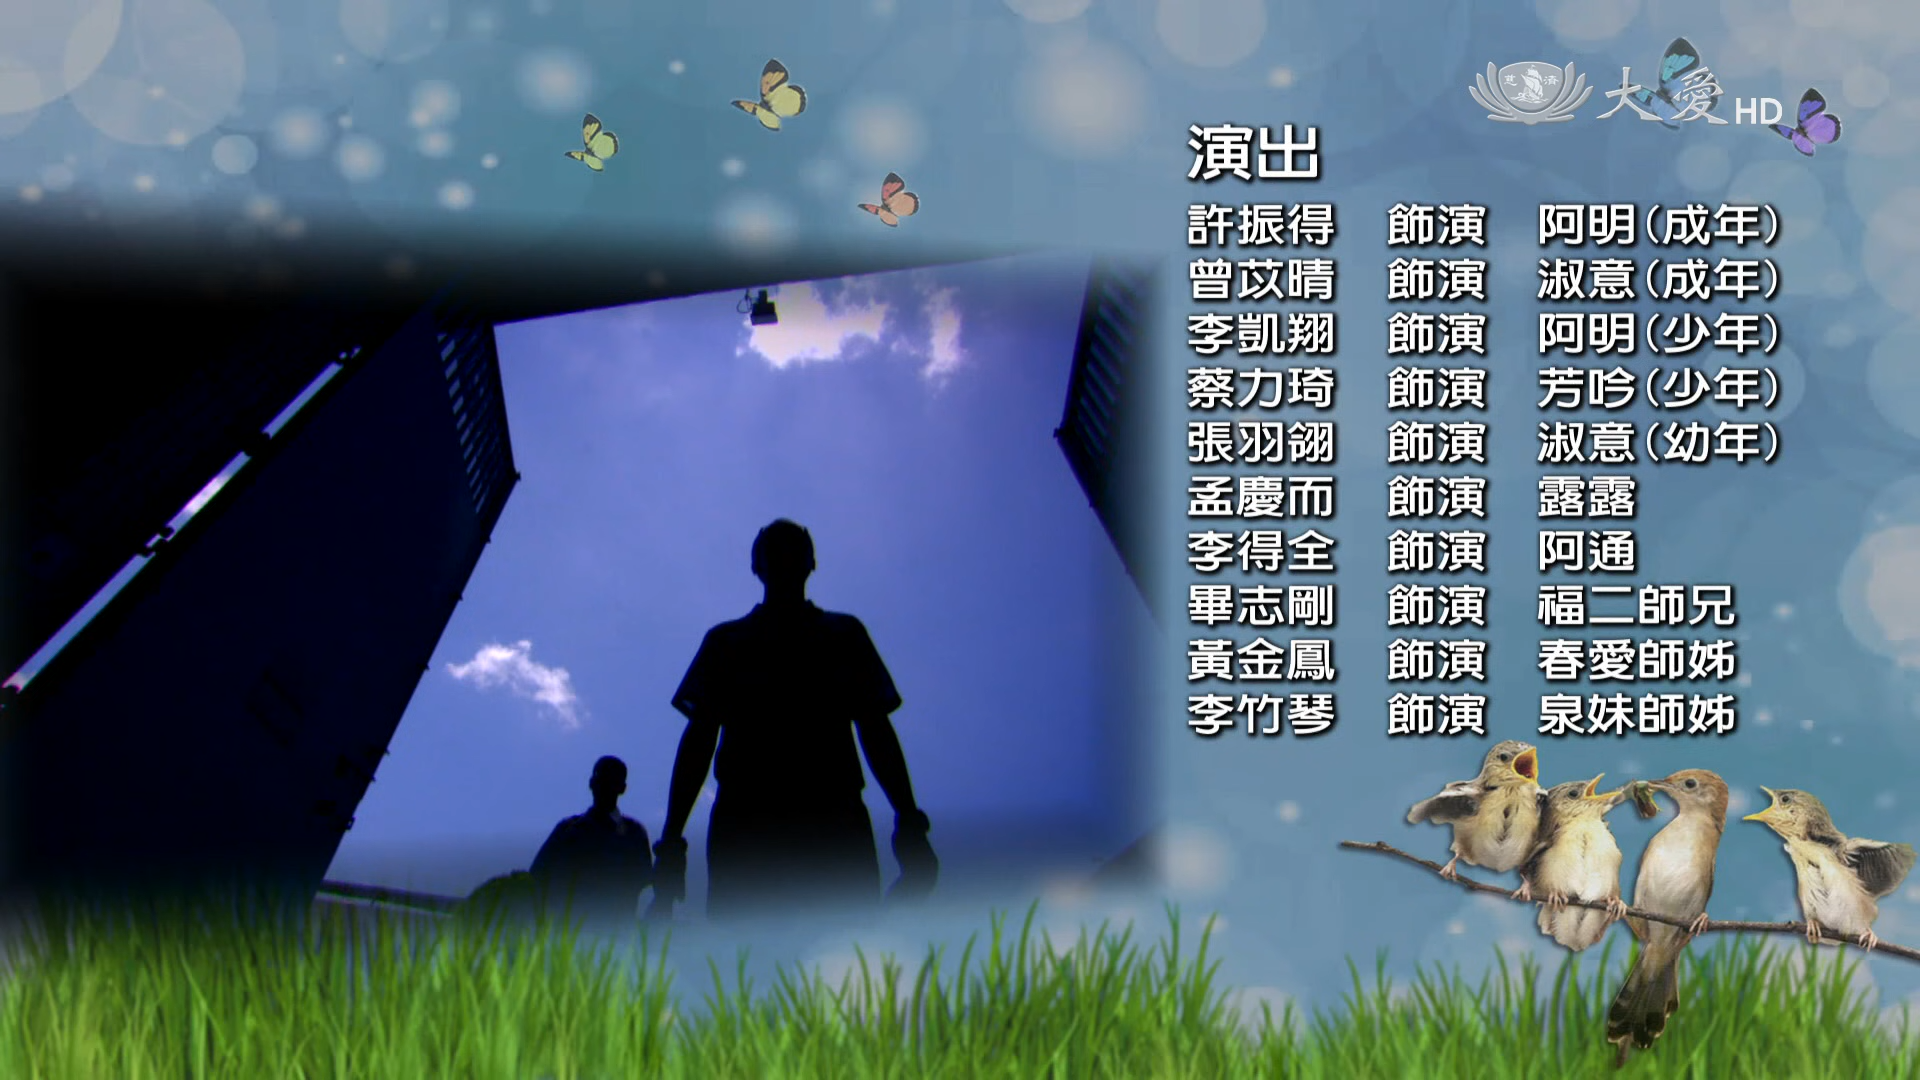 慈濟
大愛HD
演出
許振得 飾演 阿明(成年)
曾苡晴 飾演 淑意(成年)
李凱翔 飾演 阿明(少年)
蔡力琦 飾演 芳吟(少年)
張羽翎 飾演 淑意(幼年)
孟慶而 飾演 露露
李得全 飾演 阿通
畢志剛 飾演 福二師兄
黃金鳳 飾演 春愛師姊
李竹琴 飾演 泉妹師姊